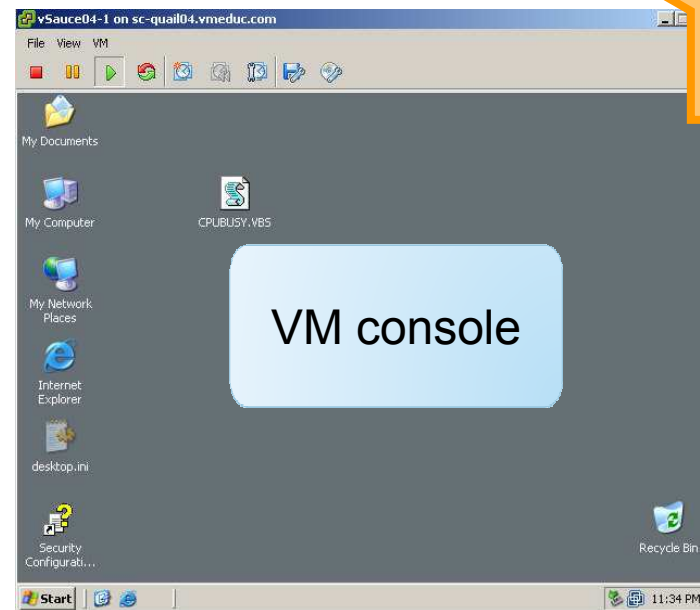 vSauce04-1 on sc-quail04.vmeduc.com
File View VM
My Documents
My Computer
CPUBUSY.VBS
My Network
Places
VM console
Internet
Explorer
desktop.ini
Security
Configurati...
Recycle Bin
Start
11:34 PM